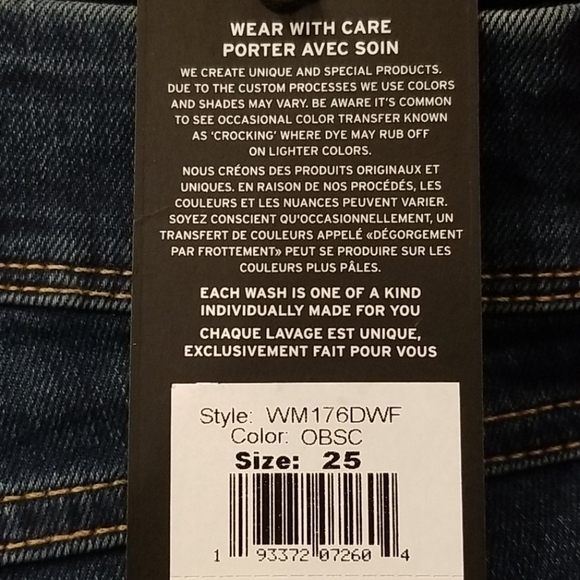 WEAR WITH CARE
PORTER AVEC SOIN
WE CREATE UNIQUE AND SPECIAL PRODUCTS.
DUE TO THE CUSTOM PROCESSES WE USE COLORS
AND SHADES MAY VARY. BE AWARE IT'S COMMON
TO SEE OCCASIONAL COLOR TRANSFER KNOWN
AS ‘CROCKING’ WHERE DYE MAY RUB OFF
ON LIGHTER COLORS.
NOUS CRÉONS DES PRODUITS ORIGINAUX ET
UNIQUES. EN RAISON DE NOS PROCÉDÉS, LES
COULEURS ET LES NUANCES PEUVENT VARIER.
SOYEZ CONSCIENT QU'OCCASIONNELLEMENT, UN
TRANSFERT DE COULEURS APPELÉ «DÉGORGEMENT
PAR FROTTEMENT» PEUT SE PRODUIRE SUR LES
COULEURS PLUS PÂLES.
EACH WASH IS ONE OF A KIND
INDIVIDUALLY MADE FOR YOU
CHAQUE LAVAGE EST UNIQUE,
EXCLUSIVEMENT FAIT POUR VOUS
Style: WM176DWF
Color: OBSC
Size: 25
1 93372 07260 4